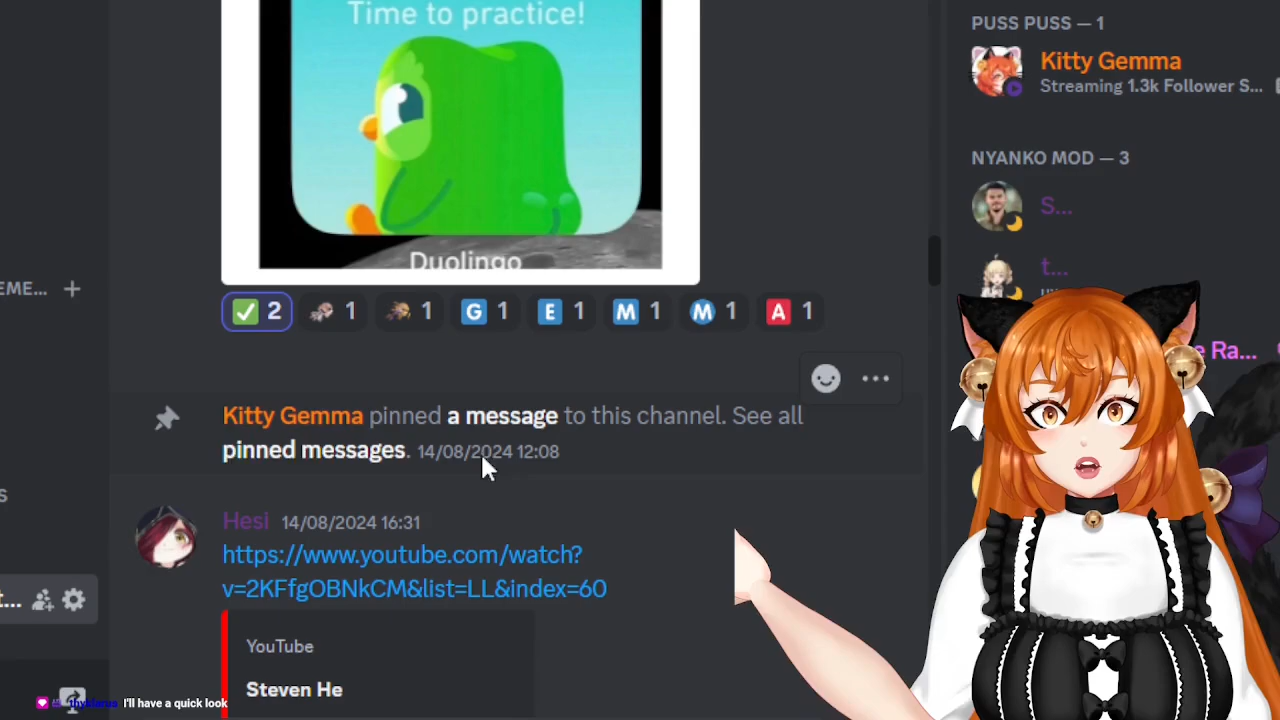 Time to practice!
Duolingo
2
1
1
G 1
E 1
M 1
M 1
A 1
Kitty Gemma pinned a message to this channel. See all
pinned messages. 14/08/2024 12:08
Hesi 14/08/2024 16:31
https://www.youtube.com/watch?
v=2KFfgOBNkCM&list=LL&index=60
YouTube
Steven He
I'll have a quick look
EME... +
S
...
PUSS PUSS — 1
Kitty Gemma
Streaming 1.3k Follower S...
NYANKO MOD — 3
S...
t...
e Ra...